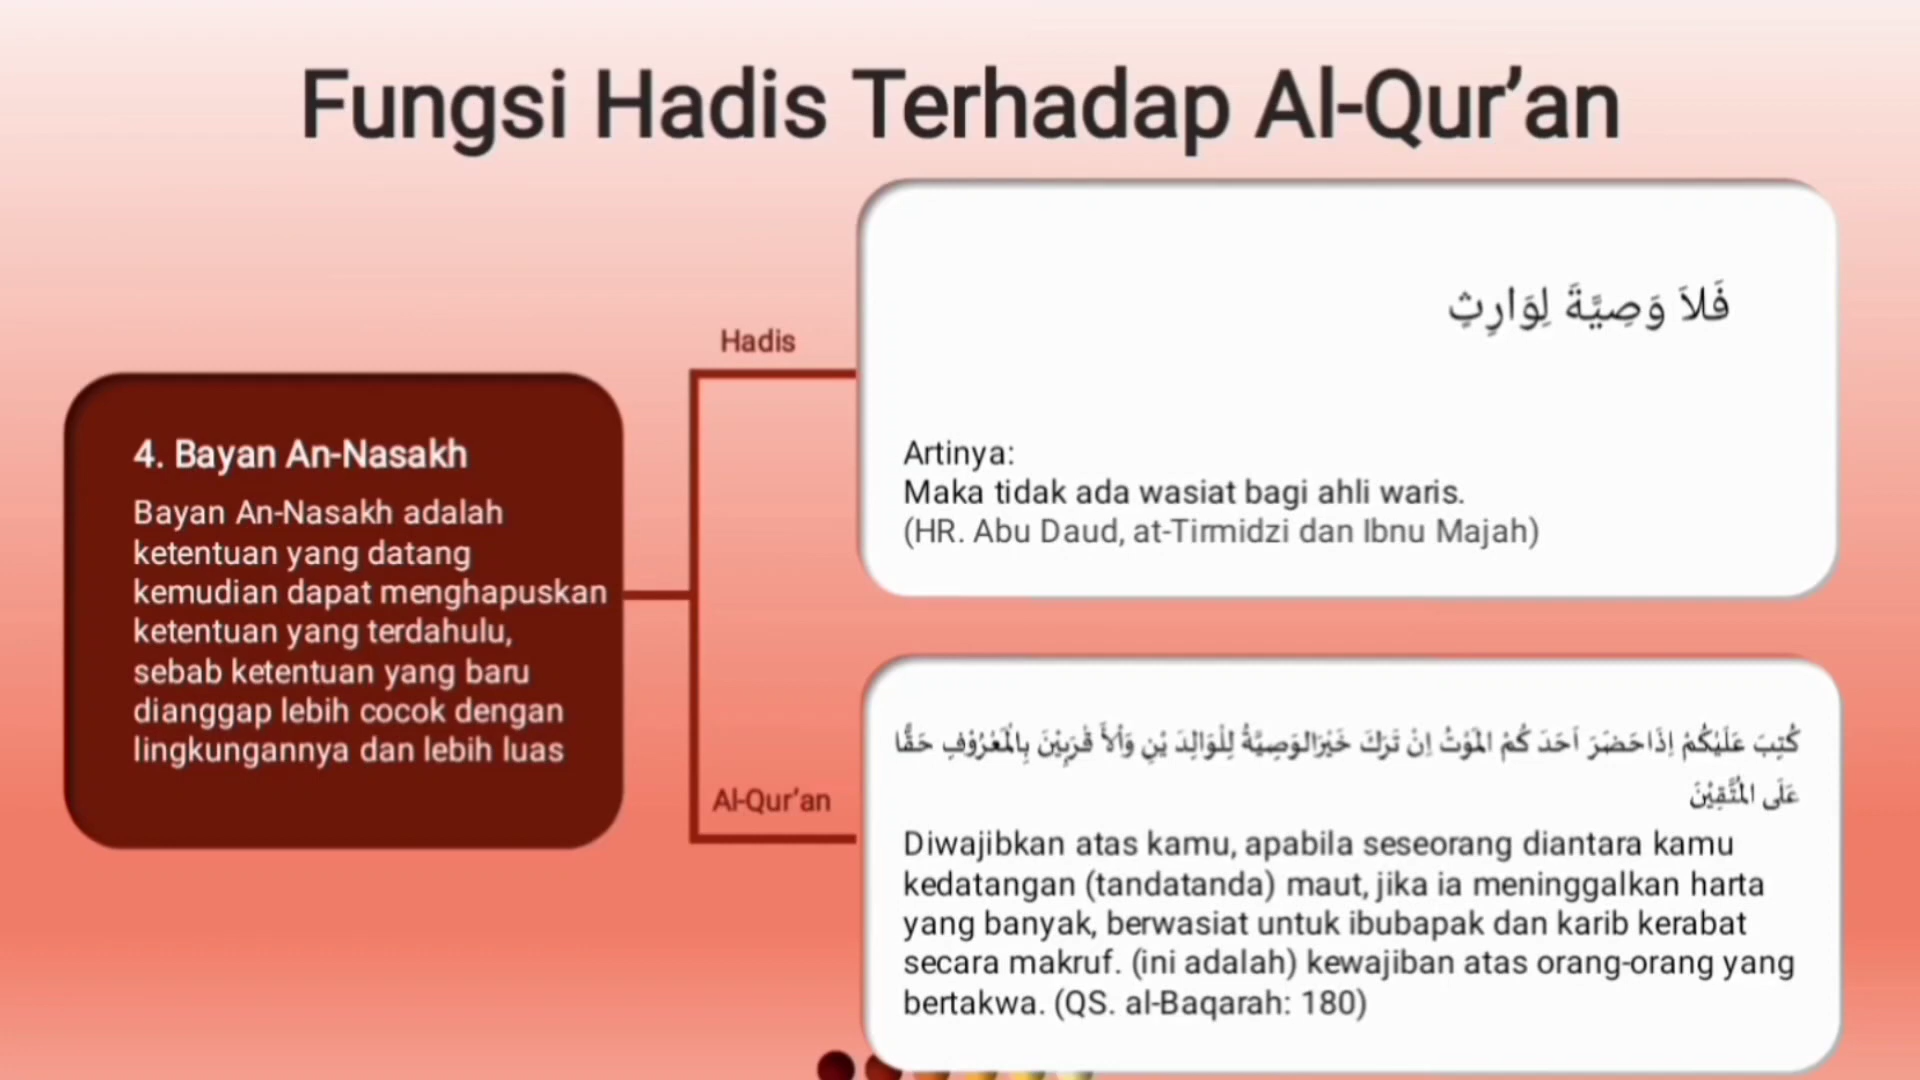 Fungsi Hadis Terhadap Al-Qur’an
4. Bayan An-Nasakh
Bayan An-Nasakh adalah
ketentuan yang datang
kemudian dapat menghapuskan
ketentuan yang terdahulu,
sebab ketentuan yang baru
dianggap lebih cocok dengan
lingkungannya dan lebih luas
Hadis
فَلاَ وَصِيَّةَ لِوَارِثٍ
Artinya:
Maka tidak ada wasiat bagi ahli waris.
(HR. Abu Daud, at-Tirmidzi dan Ibnu Majah)
Al-Qur’an
كُتِبَ عَلَيْكُمْ اِذَاحَضَرَ اَحَدَ كُمْ الْمَوْتُ اِنْ تَرَكَ خَيْرَالوَصِيَّةُ لِلْوَالِدَ يْنِ وَاْلاَ قْرَبِيْنَ بِالْمَعْرُوْفِ حَقًّا
عَلَى الْمُتَّقِيْنَ
Diwajibkan atas kamu, apabila seseorang diantara kamu
kedatangan (tandatanda) maut, jika ia meninggalkan harta
yang banyak, berwasiat untuk ibubapak dan karib kerabat
secara makruf. (ini adalah) kewajiban atas orang-orang yang
bertakwa. (QS. al-Baqarah: 180)